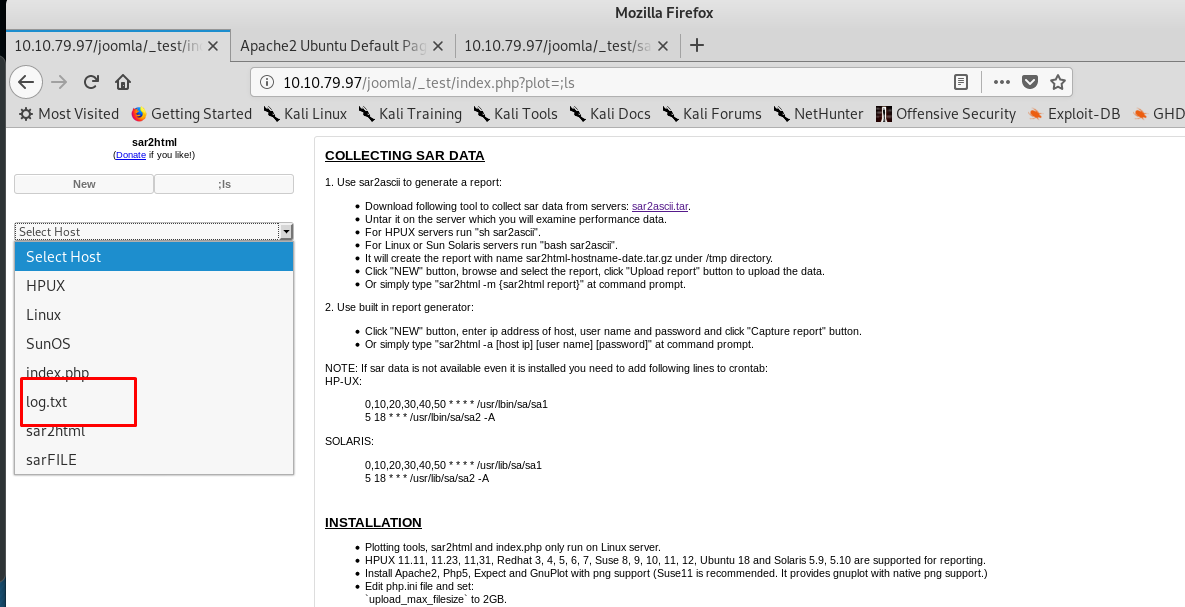 Mozilla Firefox
10.10.79.97/joomla/_test/in
Apache2 Ubuntu Default Pag
10.10.79.97/joomla/_test/sa
10.10.79.97/joomla/_test/index.php?plot=;ls
Most Visited Getting Started Kali Linux Kali Training Kali Tools Kali Docs Kali Forums NetHunter Offensive Security Exploit-DB GHD
sar2html
(Donate if you like!)
New ;ls
Select Host
Select Host
HPUX
Linux
SunOS
index.php
log.txt
sar2html
sarFILE
COLLECTING SAR DATA
1. Use sar2ascii to generate a report:
Download following tool to collect sar data from servers: sar2ascii.tar.
Untar it on the server which you will examine performance data.
For HPUX servers run "sh sar2ascii".
For Linux or Sun Solaris servers run "bash sar2ascii".
It will create the report with name sar2html-hostname-date.tar.gz under /tmp directory.
Click "NEW" button, browse and select the report, click "Upload report" button to upload the data.
Or simply type "sar2html -m {sar2html report}" at command prompt.
2. Use built in report generator:
Click "NEW" button, enter ip address of host, user name and password and click "Capture report" button.
Or simply type "sar2html -a [host ip] [user name] [password]" at command prompt.
NOTE: If sar data is not available even it is installed you need to add following lines to crontab:
HP-UX:
0,10,20,30,40,50 * * * * /usr/lbin/sa/sa1
5 18 * * * /usr/lbin/sa/sa2 -A
SOLARIS:
0,10,20,30,40,50 * * * * /usr/lib/sa/sa1
5 18 * * * /usr/lib/sa/sa2 -A
INSTALLATION
Plotting tools, sar2html and index.php only run on Linux server.
HPUX 11.11, 11.23, 11,31, Redhat 3, 4, 5, 6, 7, Suse 8, 9, 10, 11, 12, Ubuntu 18 and Solaris 5.9, 5.10 are supported for reporting.
Install Apache2, Php5, Expect and GnuPlot with png support (Suse11 is recommended. It provides gnuplot with native png support.)
Edit php.ini file and set:
`upload_max_filesize` to 2GB.